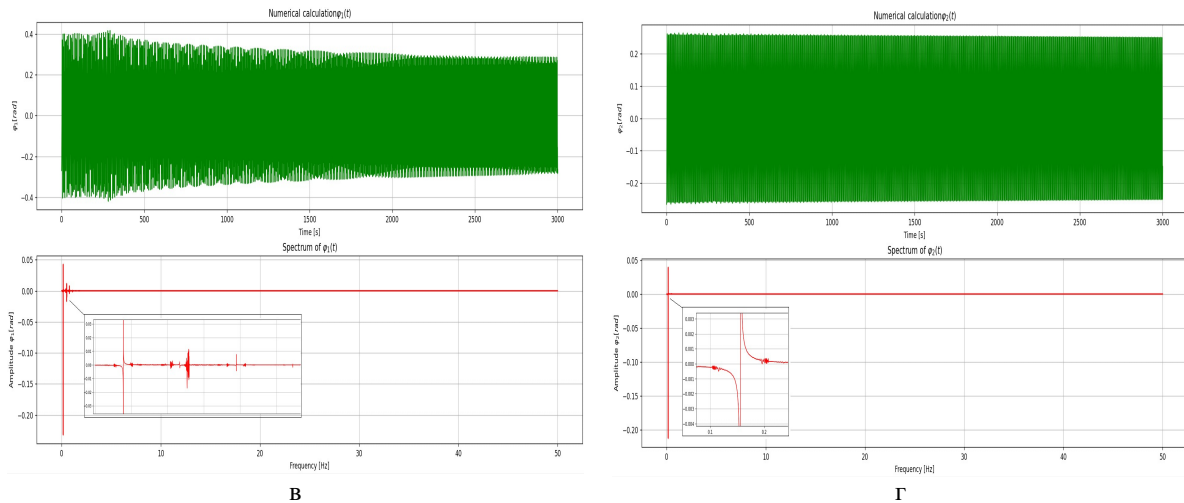 Numerical calculationφ₁(t)
0.4
0.2
0.0
−0.2
−0.4
φ₁[rad]
0 500 1000 1500 2000 2500 3000
Time [s]
Spectrum of φ₁(t)
0.05
0.00
−0.05
−0.10
−0.15
−0.20
Amplitude φ₁[rad]
0 10 20 30 40 50
Frequency [Hz]
В
Numerical calculationφ₂(t)
0.2
0.1
0.0
−0.1
−0.2
φ₂[rad]
0 500 1000 1500 2000 2500 3000
Time [s]
Spectrum of φ₂(t)
0.05
0.00
−0.05
−0.10
−0.15
−0.20
Amplitude φ₂[rad]
0.003
0.002
0.001
0.000
−0.001
−0.002
−0.003
−0.004
0.1 0.2
0 10 20 30 40 50
Frequency [Hz]
Г